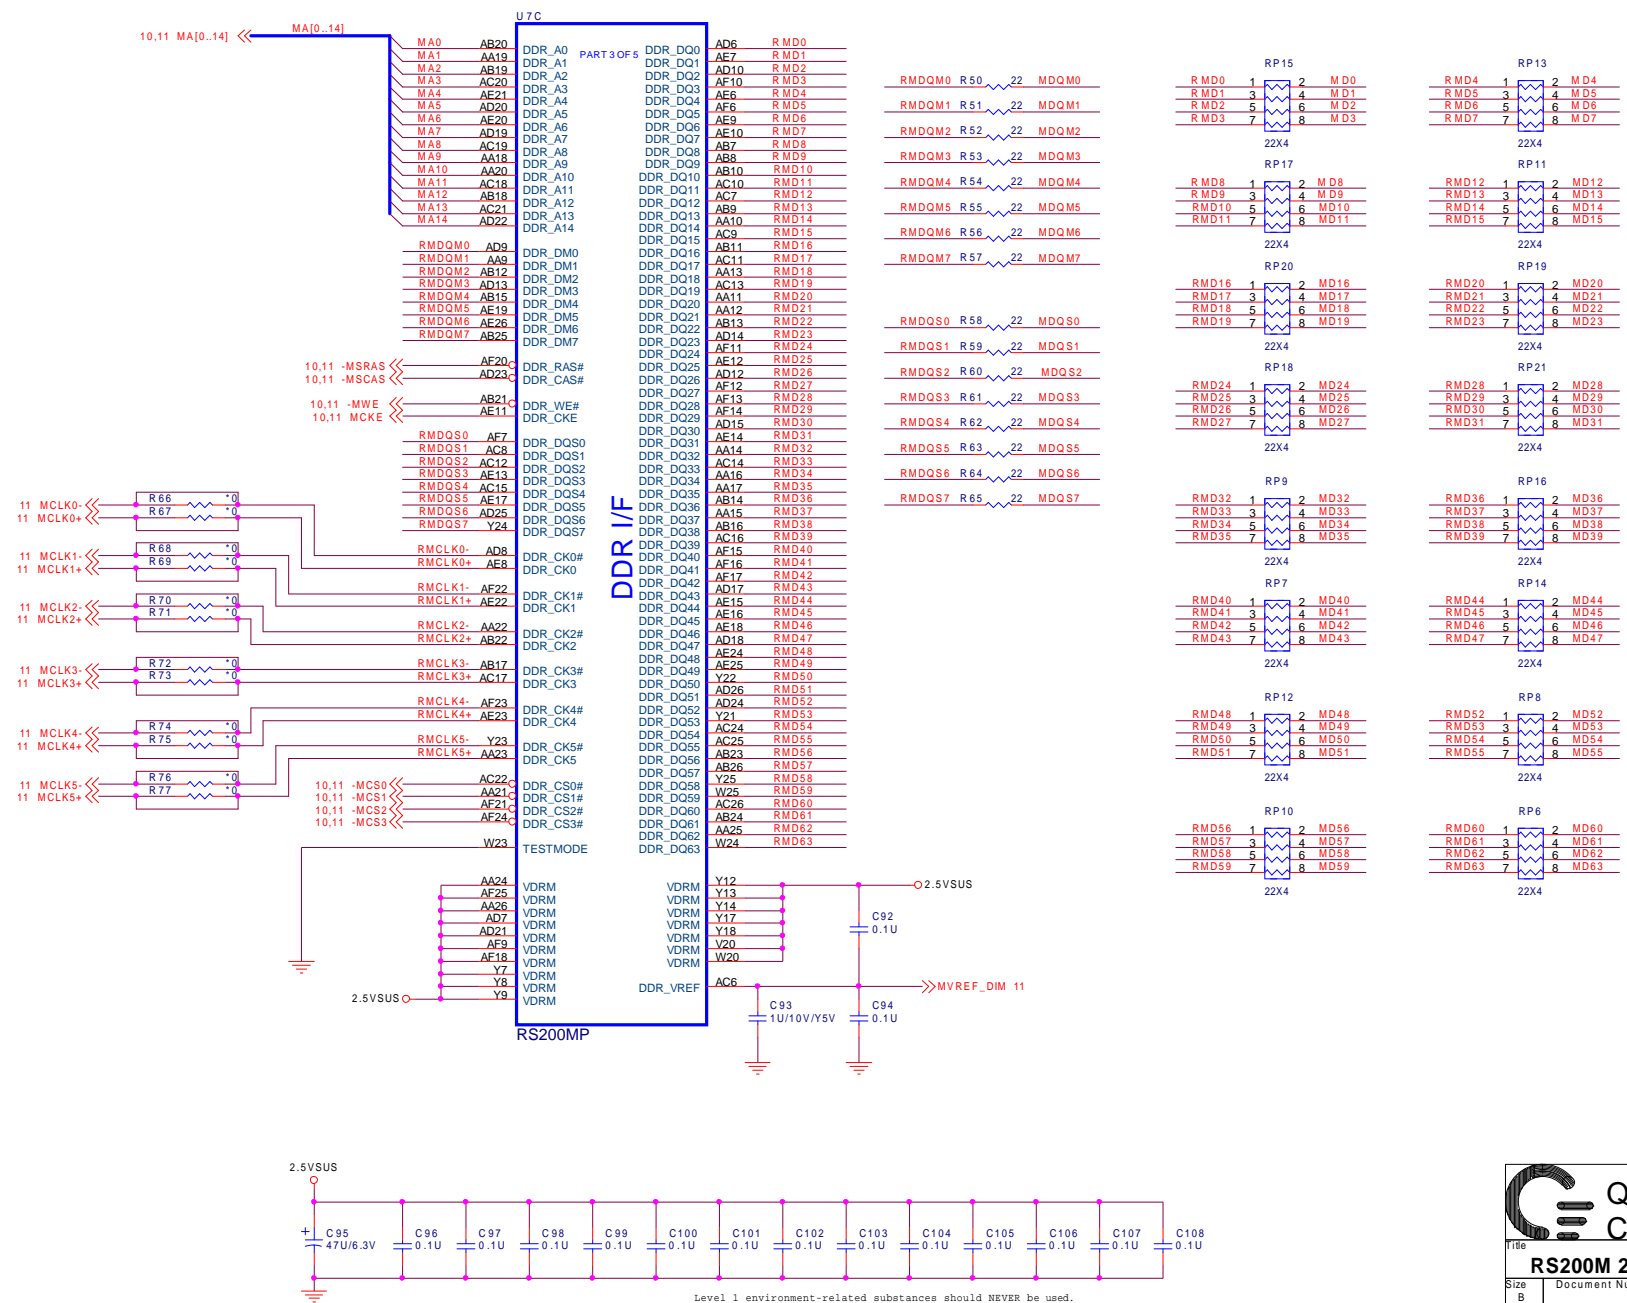 U7C
PART 3 OF 5
DDR I/F
RS200MP
10,11 MA[0..14]
MA[0..14]
MA0 AB20 DDR_A0
MA1 AA19 DDR_A1
MA2 AB19 DDR_A2
MA3 AC20 DDR_A3
MA4 AE21 DDR_A4
MA5 AD20 DDR_A5
MA6 AE20 DDR_A6
MA7 AD19 DDR_A7
MA8 AC19 DDR_A8
MA9 AA18 DDR_A9
MA10 AA20 DDR_A10
MA11 AC18 DDR_A11
MA12 AB18 DDR_A12
MA13 AC21 DDR_A13
MA14 AD22 DDR_A14
RMDQM0 AD9 DDR_DM0
RMDQM1 AA9 DDR_DM1
RMDQM2 AB12 DDR_DM2
RMDQM3 AD13 DDR_DM3
RMDQM4 AB15 DDR_DM4
RMDQM5 AE19 DDR_DM5
RMDQM6 AE26 DDR_DM6
RMDQM7 AB25 DDR_DM7
10,11 -MSRAS AF20 DDR_RAS#
10,11 -MSCAS AD23 DDR_CAS#
10,11 -MWE AB21 DDR_WE#
10,11 MCKE AE11 DDR_CKE
RMDQS0 AF7 DDR_DQS0
RMDQS1 AC8 DDR_DQS1
RMDQS2 AC12 DDR_DQS2
RMDQS3 AE13 DDR_DQS3
RMDQS4 AC15 DDR_DQS4
RMDQS5 AE17 DDR_DQS5
RMDQS6 AD25 DDR_DQS6
RMDQS7 Y24 DDR_DQS7
11 MCLK0- R66 *0 RMCLK0- AD8 DDR_CK0#
11 MCLK0+ R67 RMCLK0+ AE8 DDR_CK0
11 MCLK1- R68 *0 RMCLK1- AF22 DDR_CK1#
11 MCLK1+ R69 *0 RMCLK1+ AE22 DDR_CK1
11 MCLK2- R70 *0 RMCLK2- AA22 DDR_CK2#
11 MCLK2+ R71 *0 RMCLK2+ AB22 DDR_CK2
11 MCLK3- R72 *0 RMCLK3- AB17 DDR_CK3#
11 MCLK3+ R73 *0 RMCLK3+ AC17 DDR_CK3
11 MCLK4- R74 *0 RMCLK4- AF23 DDR_CK4#
11 MCLK4+ R75 *0 RMCLK4+ AE23 DDR_CK4
11 MCLK5- R76 *0 RMCLK5- Y23 DDR_CK5#
11 MCLK5+ R77 *0 RMCLK5+ AA23 DDR_CK5
10,11 -MCS0 AC22 DDR_CS0#
10,11 -MCS1 AA21 DDR_CS1#
10,11 -MCS2 AF21 DDR_CS2#
10,11 -MCS3 AF24 DDR_CS3#
W23 TESTMODE
AA24 VDRM
AF25 VDRM
AA26 VDRM
AD7 VDRM
AD21 VDRM
AF9 VDRM
AF18 VDRM
Y7 VDRM
Y8 VDRM
2.5VSUS Y9 VDRM
DDR_DQ0 AD6 RMD0
DDR_DQ1 AE7 RMD1
DDR_DQ2 AD10 RMD2
DDR_DQ3 AF10 RMD3
DDR_DQ4 AE6 RMD4
DDR_DQ5 AF6 RMD5
DDR_DQ6 AE9 RMD6
DDR_DQ7 AE10 RMD7
DDR_DQ8 AB7 RMD8
DDR_DQ9 AB8 RMD9
DDR_DQ10 AB10 RMD10
DDR_DQ11 AC10 RMD11
DDR_DQ12 AC7 RMD12
DDR_DQ13 AB9 RMD13
DDR_DQ14 AA10 RMD14
DDR_DQ15 AC9 RMD15
DDR_DQ16 AB11 RMD16
DDR_DQ17 AC11 RMD17
DDR_DQ18 AA13 RMD18
DDR_DQ19 AC13 RMD19
DDR_DQ20 AA11 RMD20
DDR_DQ21 AA12 RMD21
DDR_DQ22 AB13 RMD22
DDR_DQ23 AD14 RMD23
DDR_DQ24 AF11 RMD24
DDR_DQ25 AE12 RMD25
DDR_DQ26 AD12 RMD26
DDR_DQ27 AF12 RMD27
DDR_DQ28 AF13 RMD28
DDR_DQ29 AF14 RMD29
DDR_DQ30 AD15 RMD30
DDR_DQ31 AE14 RMD31
DDR_DQ32 AA14 RMD32
DDR_DQ33 AC14 RMD33
DDR_DQ34 AA16 RMD34
DDR_DQ35 AA17 RMD35
DDR_DQ36 AB14 RMD36
DDR_DQ37 AA15 RMD37
DDR_DQ38 AB16 RMD38
DDR_DQ39 AC16 RMD39
DDR_DQ40 AF15 RMD40
DDR_DQ41 AF16 RMD41
DDR_DQ42 AF17 RMD42
DDR_DQ43 AD17 RMD43
DDR_DQ44 AE15 RMD44
DDR_DQ45 AE16 RMD45
DDR_DQ46 AE18 RMD46
DDR_DQ47 AD18 RMD47
DDR_DQ48 AE24 RMD48
DDR_DQ49 AE25 RMD49
DDR_DQ50 Y22 RMD50
DDR_DQ51 AD26 RMD51
DDR_DQ52 AD24 RMD52
DDR_DQ53 Y21 RMD53
DDR_DQ54 AC24 RMD54
DDR_DQ55 AC25 RMD55
DDR_DQ56 AB23 RMD56
DDR_DQ57 AB26 RMD57
DDR_DQ58 Y25 RMD58
DDR_DQ59 W25 RMD59
DDR_DQ60 AC26 RMD60
DDR_DQ61 AB24 RMD61
DDR_DQ62 AA25 RMD62
DDR_DQ63 W24 RMD63
VDRM Y12 2.5VSUS
VDRM Y13
VDRM Y14
VDRM Y17
VDRM Y18
VDRM V20
VDRM W20
DDR_VREF AC6 MVREF_DIM 11
C92 0.1U
C93 1U/10V/Y5V
C94 0.1U
RMDQM0 R50 22 MDQM0
RMDQM1 R51 22 MDQM1
RMDQM2 R52 22 MDQM2
RMDQM3 R53 22 MDQM3
RMDQM4 R54 22 MDQM4
RMDQM5 R55 22 MDQM5
RMDQM6 R56 22 MDQM6
RMDQM7 R57 22 MDQM7
RMDQS0 R58 22 MDQS0
RMDQS1 R59 22 MDQS1
RMDQS2 R60 22 MDQS2
RMDQS3 R61 22 MDQS3
RMDQS4 R62 22 MDQS4
RMDQS5 R63 22 MDQS5
RMDQS6 R64 22 MDQS6
RMDQS7 R65 22 MDQS7
RP15
RMD0 1 2 MD0
RMD1 3 4 MD1
RMD2 5 6 MD2
RMD3 7 8 MD3
22X4
RP13
RMD4 1 2 MD4
RMD5 3 4 MD5
RMD6 5 6 MD6
RMD7 7 8 MD7
22X4
RP17
RMD8 1 2 MD8
RMD9 3 4 MD9
RMD10 5 6 MD10
RMD11 7 8 MD11
22X4
RP11
RMD12 1 2 MD12
RMD13 3 4 MD13
RMD14 5 6 MD14
RMD15 7 8 MD15
22X4
RP20
RMD16 1 2 MD16
RMD17 3 4 MD17
RMD18 5 6 MD18
RMD19 7 8 MD19
22X4
RP19
RMD20 1 2 MD20
RMD21 3 4 MD21
RMD22 5 6 MD22
RMD23 7 8 MD23
22X4
RP18
RMD24 1 2 MD24
RMD25 3 4 MD25
RMD26 5 6 MD26
RMD27 7 8 MD27
22X4
RP21
RMD28 1 2 MD28
RMD29 3 4 MD29
RMD30 5 6 MD30
RMD31 7 8 MD31
22X4
RP9
RMD32 1 2 MD32
RMD33 3 4 MD33
RMD34 5 6 MD34
RMD35 7 8 MD35
22X4
RP16
RMD36 1 2 MD36
RMD37 3 4 MD37
RMD38 5 6 MD38
RMD39 7 8 MD39
22X4
RP7
RMD40 1 2 MD40
RMD41 3 4 MD41
RMD42 5 6 MD42
RMD43 7 8 MD43
22X4
RP14
RMD44 1 2 MD44
RMD45 3 4 MD45
RMD46 5 6 MD46
RMD47 7 8 MD47
22X4
RP12
RMD48 1 2 MD48
RMD49 3 4 MD49
RMD50 5 6 MD50
RMD51 7 8 MD51
22X4
RP8
RMD52 1 2 MD52
RMD53 3 4 MD53
RMD54 5 6 MD54
RMD55 7 8 MD55
22X4
RP10
RMD56 1 2 MD56
RMD57 3 4 MD57
RMD58 5 6 MD58
RMD59 7 8 MD59
22X4
RP6
RMD60 1 2 MD60
RMD61 3 4 MD61
RMD62 5 6 MD62
RMD63 7 8 MD63
22X4
2.5VSUS
+ C95 C96 C97 C98 C99 C100 C101 C102 C103 C104 C105 C106 C107 C108
47U/6.3V 0.1U 0.1U 0.1U 0.1U 0.1U 0.1U 0.1U 0.1U 0.1U 0.1U 0.1U 0.1U 0.1U
Level 1 environment-related substances should NEVER be used.
Q
C
Title
RS200M 2
Size Document Nu
B